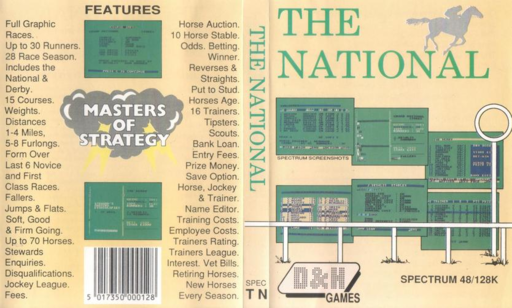 FEATURES
Full Graphic
Races.
Up to 30 Runners.
28 Race Season.
Includes the
National &
Derby.
15 Courses.
Weights.
Distances
1-4 Miles,
5-8 Furlongs.
Form Over
Last 6 Novice
and First
Class Races.
Fallers.
Jumps & Flats.
Soft, Good
& Firm Going.
Up to 70 Horses.
Stewards
Enquiries.
Disqualifications.
Jockey League.
Fees.
MASTERS
OF
STRATEGY
5 017350 000128
Horse Auction.
10 Horse Stable.
Odds. Betting.
Winner.
Reverses &
Straights.
Put to Stud.
Horses Age.
16 Trainers.
Tipsters.
Scouts.
Bank Loan.
Entry Fees.
Prize Money.
Save Option.
Horse, Jockey
& Trainer.
Name Editor.
Training Costs.
Employee Costs.
Trainers Rating.
Trainers League.
Interest. Vet Bills.
Retiring Horses.
New Horses
Every Season.
THE NATIONAL
SPEC
T N
THE
NATIONAL
SPECTRUM SCREENSHOTS
D&H
GAMES
SPECTRUM 48/128K